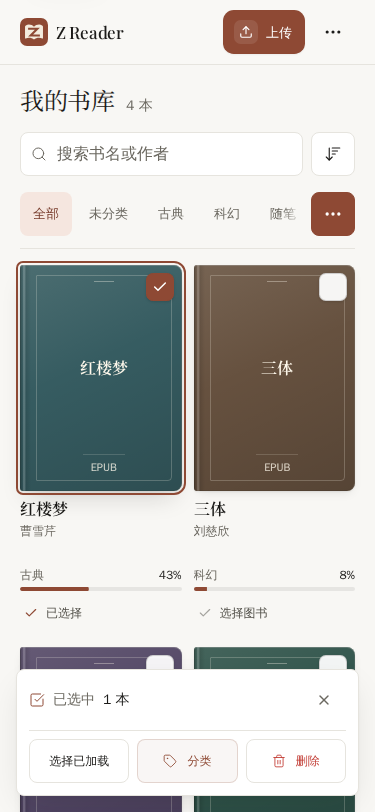 Z Reader
上传
我的书库 4 本
搜索书名或作者
全部 未分类 古典 科幻 随笔
红楼梦
EPUB
三体
EPUB
红楼梦
曹雪芹
古典 43%
已选择
三体
刘慈欣
科幻 8%
选择图书
已选中 1 本
选择已加载 分类 删除